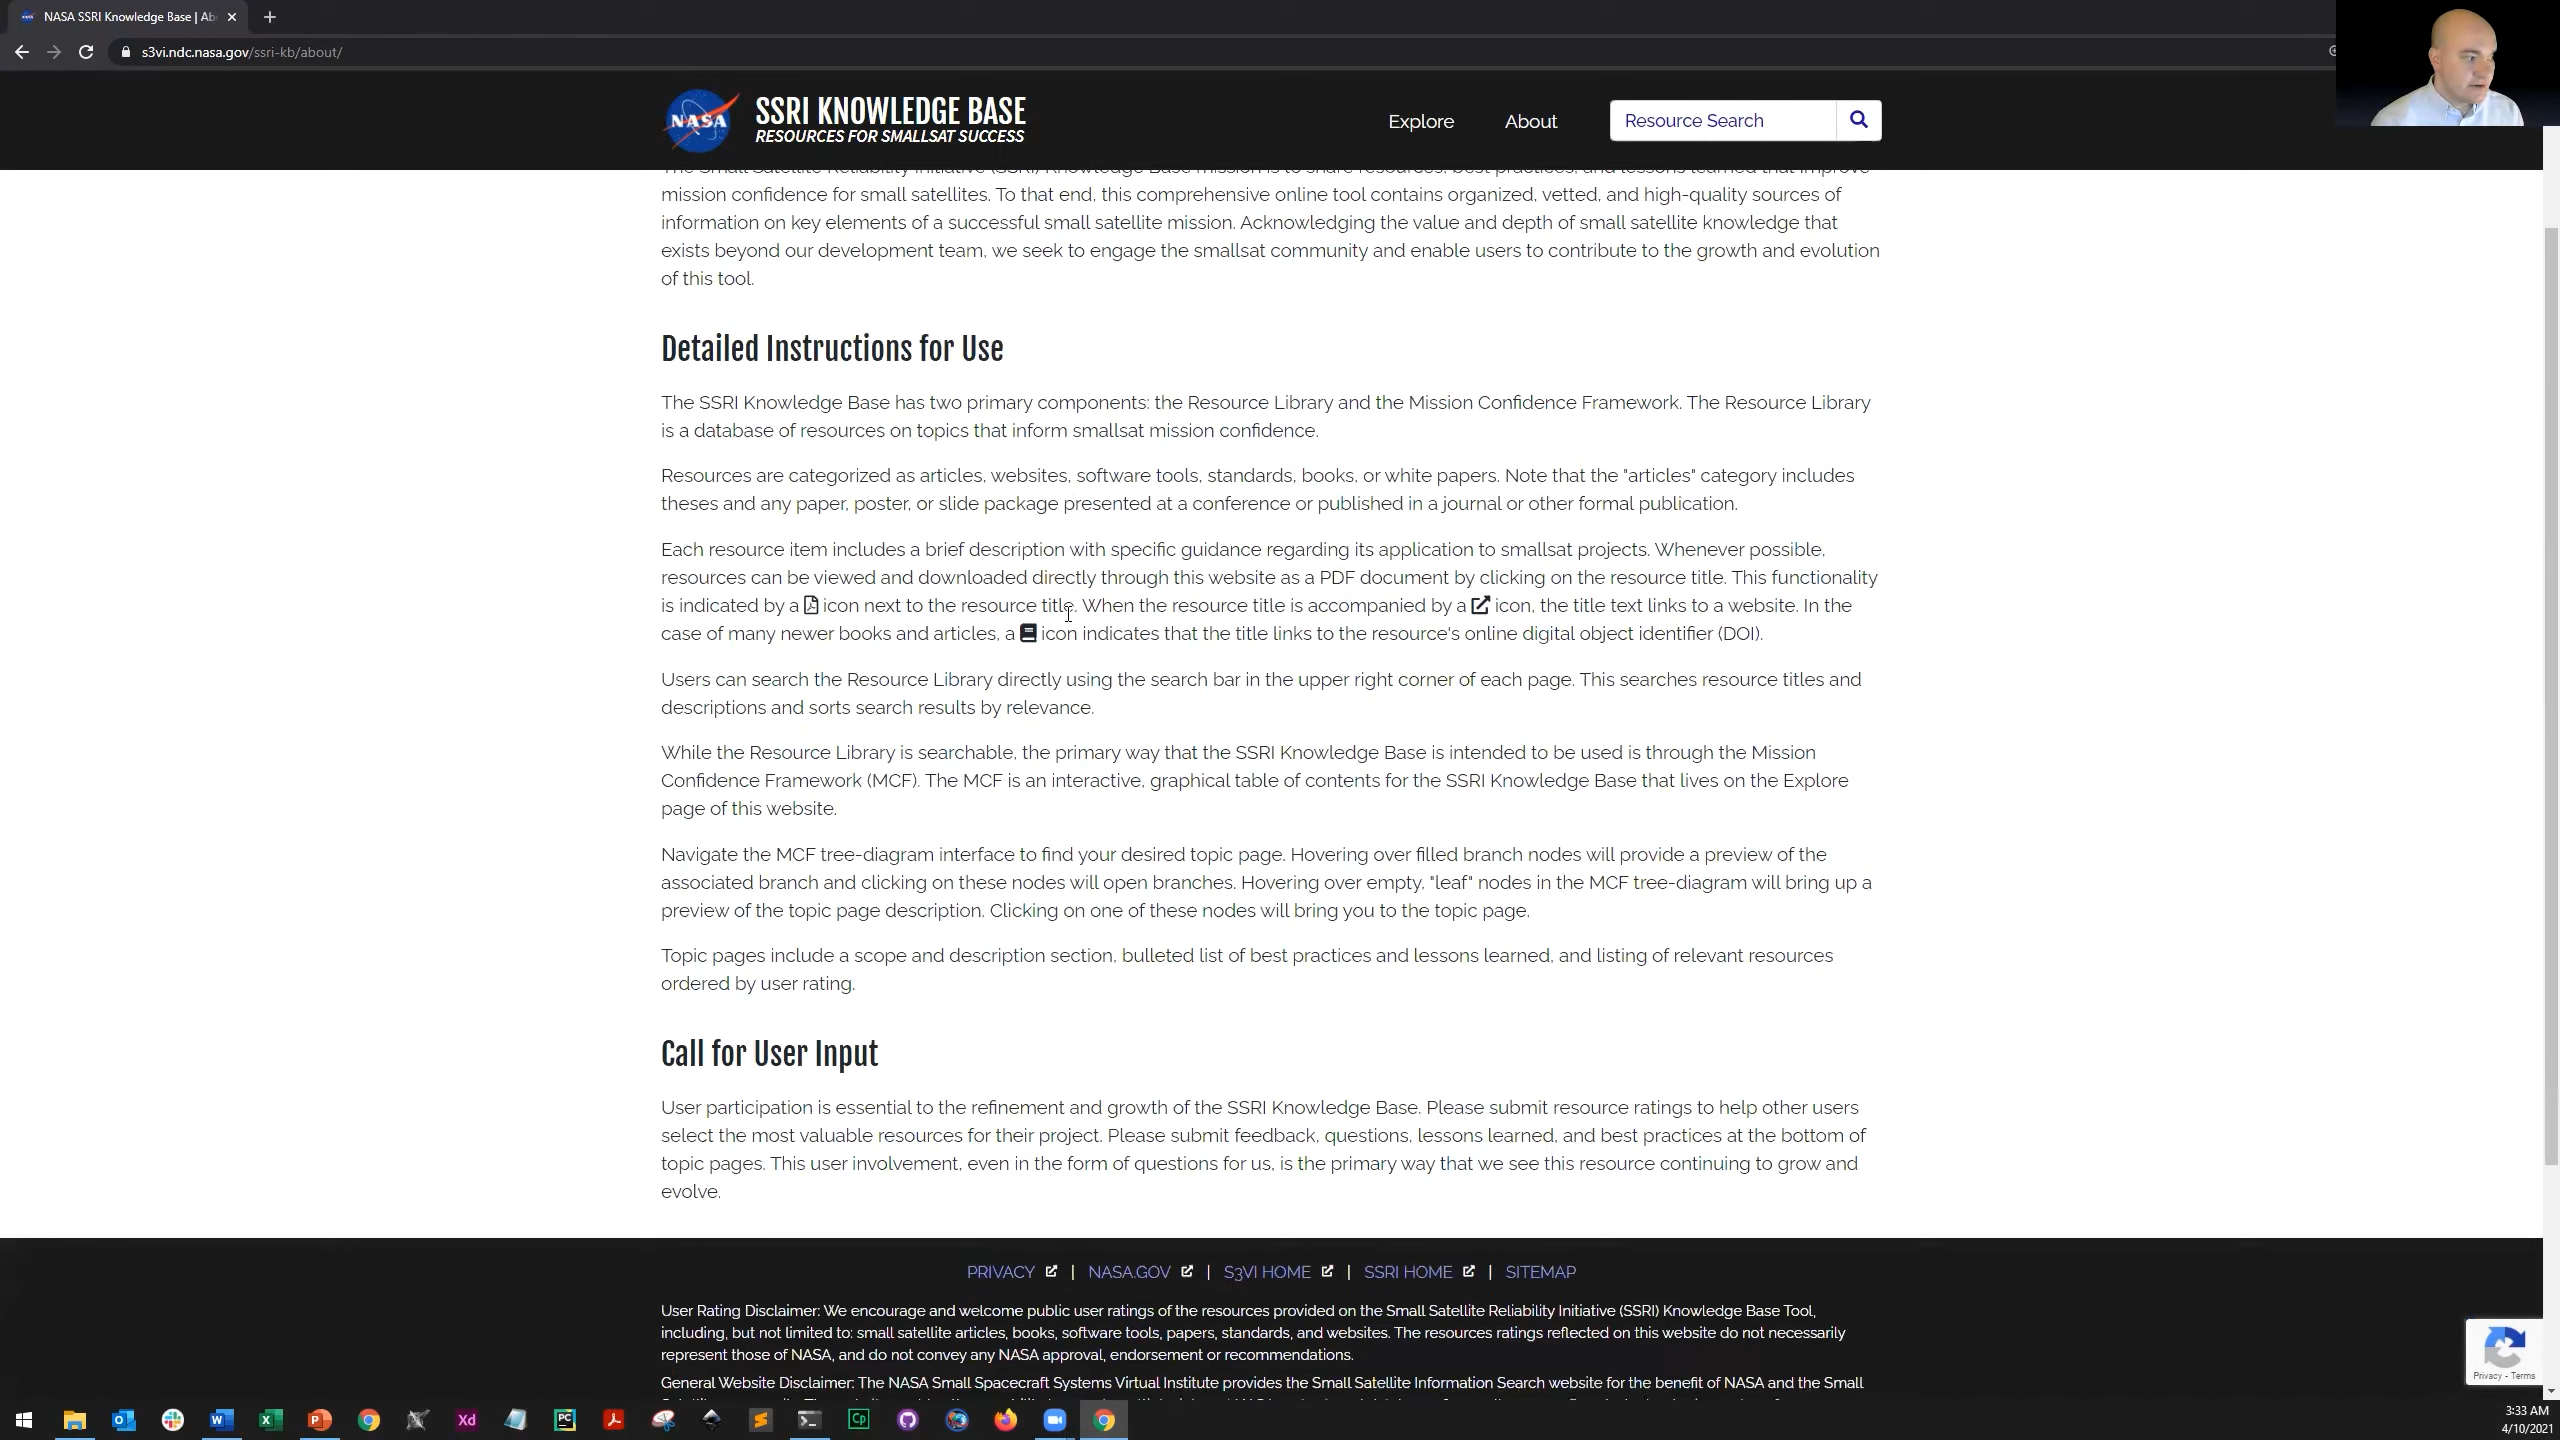 NASA SSRI Knowledge Base | Ab
s3vi.ndc.nasa.gov/ssri-kb/about/
NASA
SSRI KNOWLEDGE BASE
RESOURCES FOR SMALLSAT SUCCESS
Explore
About
Resource Search
The Small Satellite Reliability Initiative (SSRI) Knowledge Base mission is to share resources, best practices, and lessons learned that improve
mission confidence for small satellites. To that end, this comprehensive online tool contains organized, vetted, and high-quality sources of
information on key elements of a successful small satellite mission. Acknowledging the value and depth of small satellite knowledge that
exists beyond our development team, we seek to engage the smallsat community and enable users to contribute to the growth and evolution
of this tool.
Detailed Instructions for Use
The SSRI Knowledge Base has two primary components: the Resource Library and the Mission Confidence Framework. The Resource Library
is a database of resources on topics that inform smallsat mission confidence.
Resources are categorized as articles, websites, software tools, standards, books, or white papers. Note that the "articles" category includes
theses and any paper, poster, or slide package presented at a conference or published in a journal or other formal publication.
Each resource item includes a brief description with specific guidance regarding its application to smallsat projects. Whenever possible,
resources can be viewed and downloaded directly through this website as a PDF document by clicking on the resource title. This functionality
is indicated by a icon next to the resource title. When the resource title is accompanied by a icon, the title text links to a website. In the
case of many newer books and articles, a icon indicates that the title links to the resource's online digital object identifier (DOI).
Users can search the Resource Library directly using the search bar in the upper right corner of each page. This searches resource titles and
descriptions and sorts search results by relevance.
While the Resource Library is searchable, the primary way that the SSRI Knowledge Base is intended to be used is through the Mission
Confidence Framework (MCF). The MCF is an interactive, graphical table of contents for the SSRI Knowledge Base that lives on the Explore
page of this website.
Navigate the MCF tree-diagram interface to find your desired topic page. Hovering over filled branch nodes will provide a preview of the
associated branch and clicking on these nodes will open branches. Hovering over empty, "leaf" nodes in the MCF tree-diagram will bring up a
preview of the topic page description. Clicking on one of these nodes will bring you to the topic page.
Topic pages include a scope and description section, bulleted list of best practices and lessons learned, and listing of relevant resources
ordered by user rating.
Call for User Input
User participation is essential to the refinement and growth of the SSRI Knowledge Base. Please submit resource ratings to help other users
select the most valuable resources for their project. Please submit feedback, questions, lessons learned, and best practices at the bottom of
topic pages. This user involvement, even in the form of questions for us, is the primary way that we see this resource continuing to grow and
evolve.
PRIVACY | NASA.GOV | S3VI HOME | SSRI HOME | SITEMAP
User Rating Disclaimer: We encourage and welcome public user ratings of the resources provided on the Small Satellite Reliability Initiative (SSRI) Knowledge Base Tool,
including, but not limited to: small satellite articles, books, software tools, papers, standards, and websites. The resources ratings reflected on this website do not necessarily
represent those of NASA, and do not convey any NASA approval, endorsement or recommendations.
General Website Disclaimer: The NASA Small Spacecraft Systems Virtual Institute provides the Small Satellite Information Search website for the benefit of NASA and the Small
Privacy - Terms
Xd
PC
Cp
3:33 AM
4/10/2021